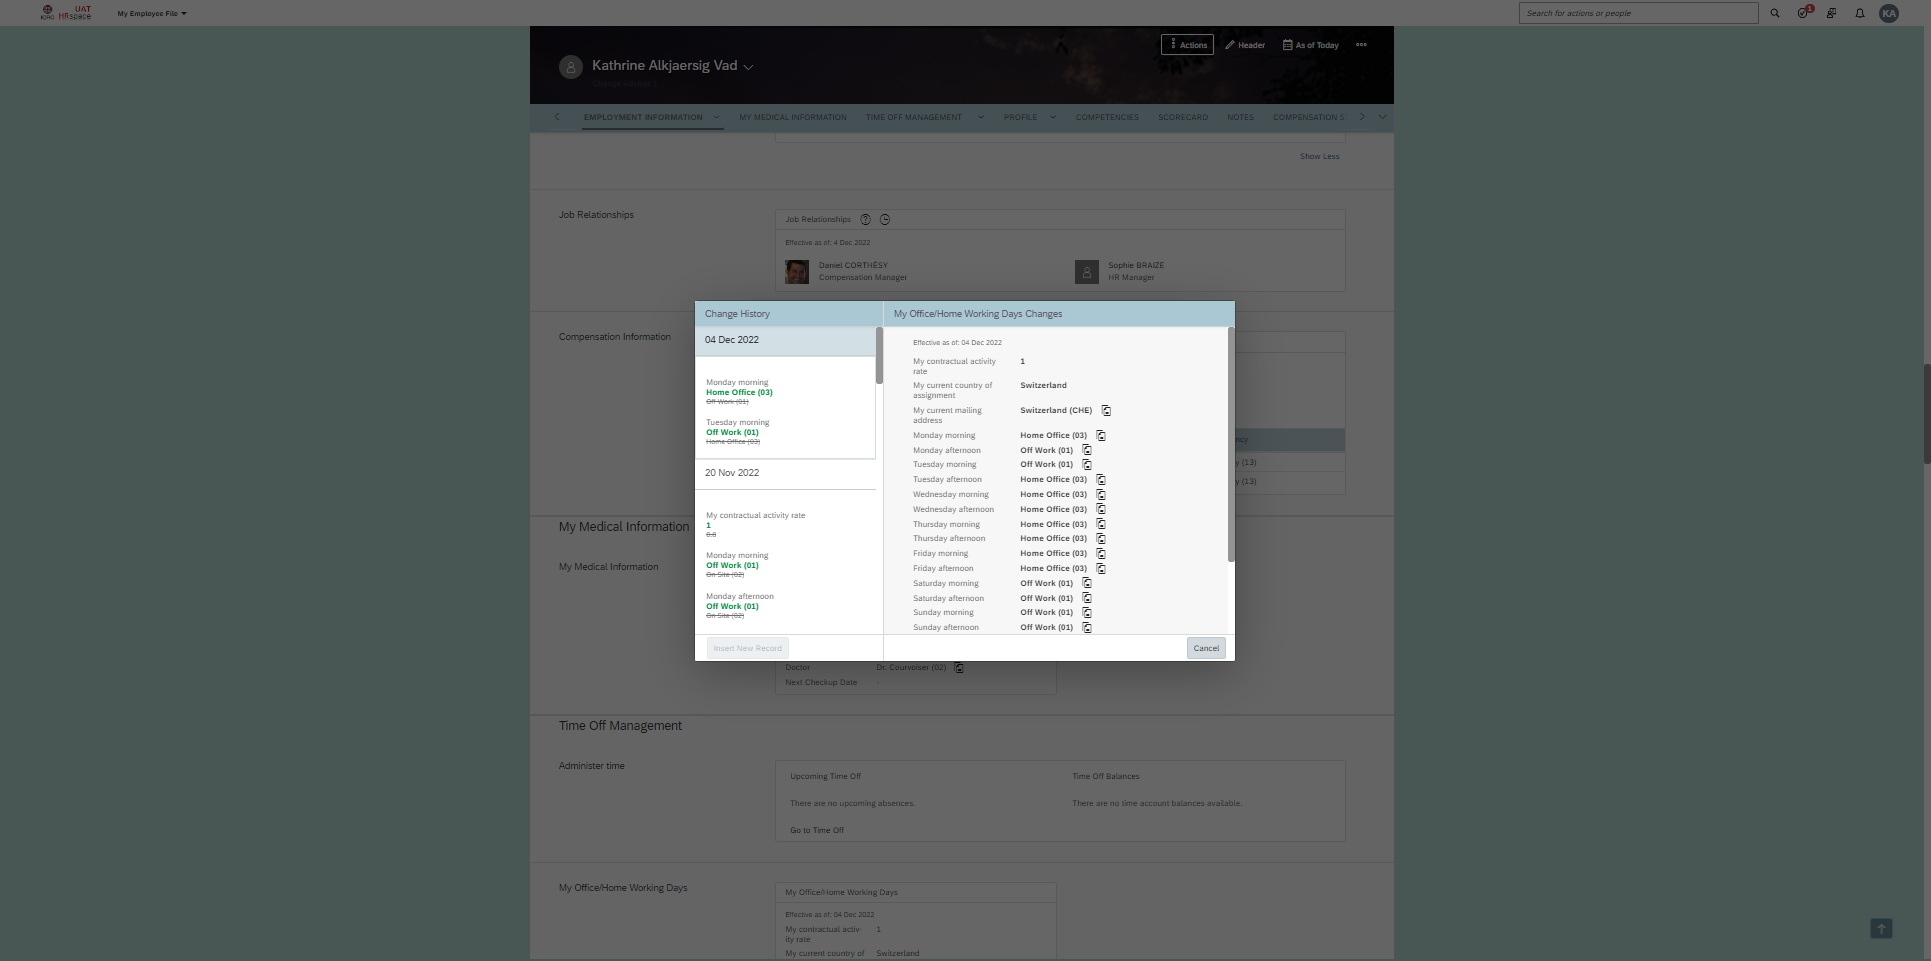 ICRC
UAT
HRspace
My Employee File
Search for actions or people
1
KA
Kathrine Alkjaersig Vad
Actions
Header
As of Today
EMPLOYMENT INFORMATION
MY MEDICAL INFORMATION
TIME OFF MANAGEMENT
PROFILE
COMPETENCIES
SCORECARD
NOTES
COMPENSATION S
Show Less
Job Relationships
Job Relationships
Effective as of: 4 Dec 2022
Daniel CORTHÉSY
Compensation Manager
Sophie BRAIZE
HR Manager
Compensation Information
ncy
y (13)
y (13)
Change History
04 Dec 2022
Monday morning
Home Office (03)
Off Work (01)
Tuesday morning
Off Work (01)
Home Office (03)
20 Nov 2022
My contractual activity rate
1
0.8
Monday morning
Off Work (01)
On Site (02)
Monday afternoon
Off Work (01)
On Site (02)
Insert New Record
My Office/Home Working Days Changes
Effective as of: 04 Dec 2022
My contractual activity
rate
1
My current country of
assignment
Switzerland
My current mailing
address
Switzerland (CHE)
Monday morning Home Office (03)
Monday afternoon Off Work (01)
Tuesday morning Off Work (01)
Tuesday afternoon Home Office (03)
Wednesday morning Home Office (03)
Wednesday afternoon Home Office (03)
Thursday morning Home Office (03)
Thursday afternoon Home Office (03)
Friday morning Home Office (03)
Friday afternoon Home Office (03)
Saturday morning Off Work (01)
Saturday afternoon Off Work (01)
Sunday morning Off Work (01)
Sunday afternoon Off Work (01)
Cancel
My Medical Information
My Medical Information
Doctor Dr. Courvoiser (02)
Next Checkup Date -
Time Off Management
Administer time
Upcoming Time Off
There are no upcoming absences.
Go to Time Off
Time Off Balances
There are no time account balances available.
My Office/Home Working Days
My Office/Home Working Days
Effective as of: 04 Dec 2022
My contractual activ-
ity rate
1
My current country of Switzerland